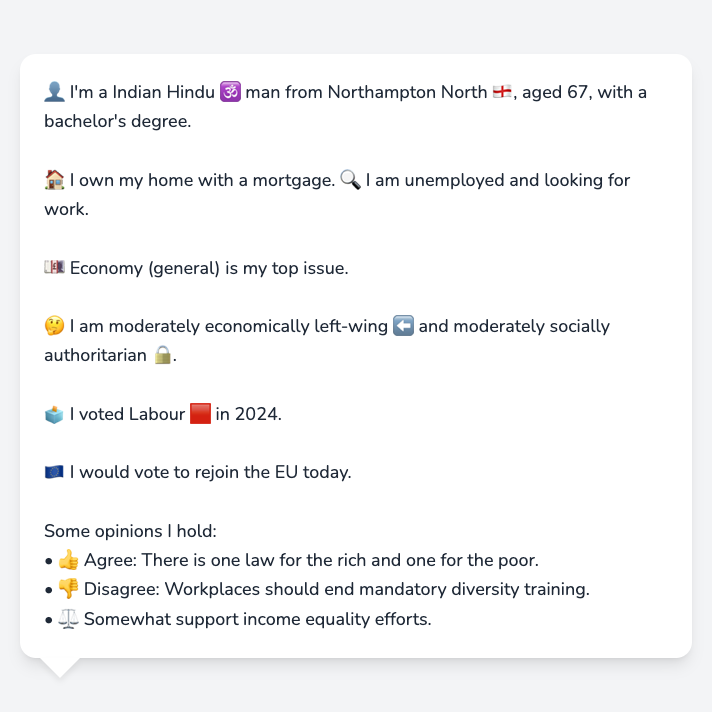 👤 I'm a Indian Hindu 🕉️ man from Northampton North 🏴󠁧󠁢󠁥󠁮󠁧󠁿, aged 67, with a
bachelor's degree.
🏠 I own my home with a mortgage. 🔍 I am unemployed and looking for
work.
💷 Economy (general) is my top issue.
🤔 I am moderately economically left-wing ⬅️ and moderately socially
authoritarian 🔒.
🗳️ I voted Labour 🟥 in 2024.
🇪🇺 I would vote to rejoin the EU today.
Some opinions I hold:
• 👍 Agree: There is one law for the rich and one for the poor.
• 👎 Disagree: Workplaces should end mandatory diversity training.
• ⚖️ Somewhat support income equality efforts.